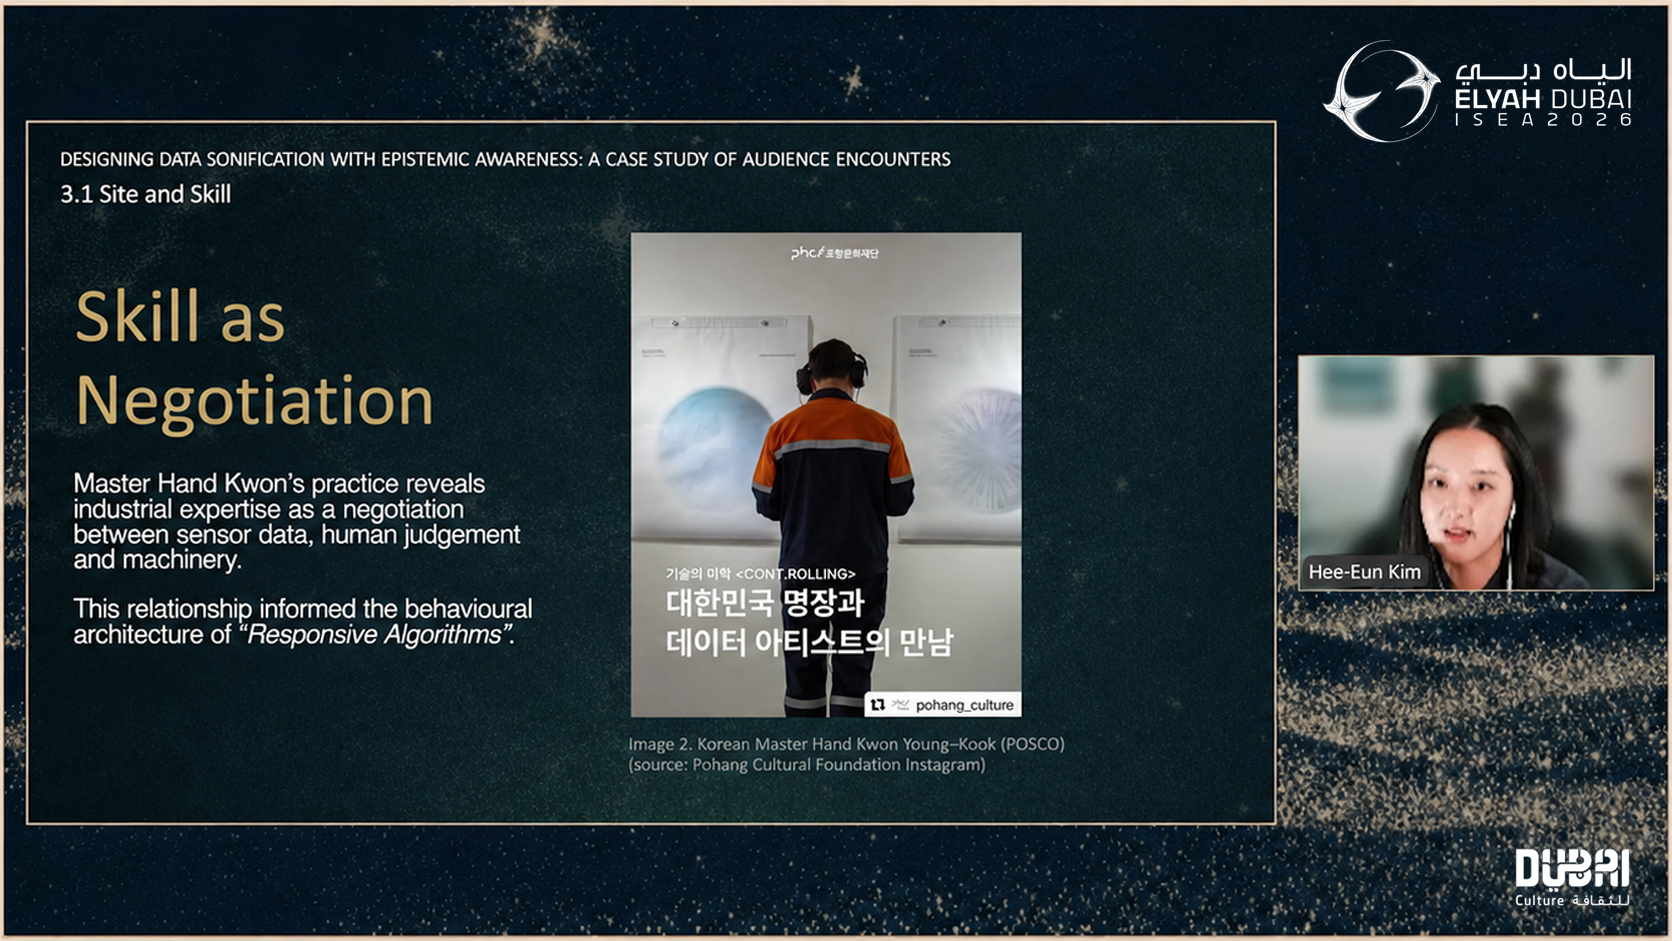 الياه دبي
ELYAH DUBAI
ISEA2026
DESIGNING DATA SONIFICATION WITH EPISTEMIC AWARENESS: A CASE STUDY OF AUDIENCE ENCOUNTERS
3.1 Site and Skill
Skill as
Negotiation
Master Hand Kwon's practice reveals
industrial expertise as a negotiation
between sensor data, human judgement
and machinery.
This relationship informed the behavioural
architecture of “Responsive Algorithms”.
phcf 포항문화재단
기술의 미학 <CONT.ROLLING>
대한민국 명장과
데이터 아티스트의 만남
pohang_culture
Image 2. Korean Master Hand Kwon Young–Kook (POSCO)
(source: Pohang Cultural Foundation Instagram)
Hee-Eun Kim
DUBAI
Culture للثقافة